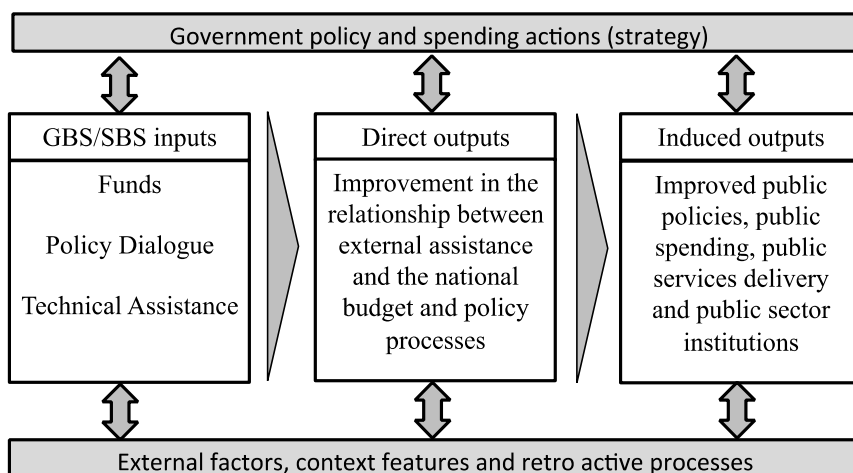 Government policy and spending actions (strategy)
GBS/SBS inputs
Funds
Policy Dialogue
Technical Assistance
Direct outputs
Improvement in the
relationship between
external assistance
and the national
budget and policy
processes
Induced outputs
Improved public
policies, public
spending, public
services delivery
and public sector
institutions
External factors, context features and retro active processes